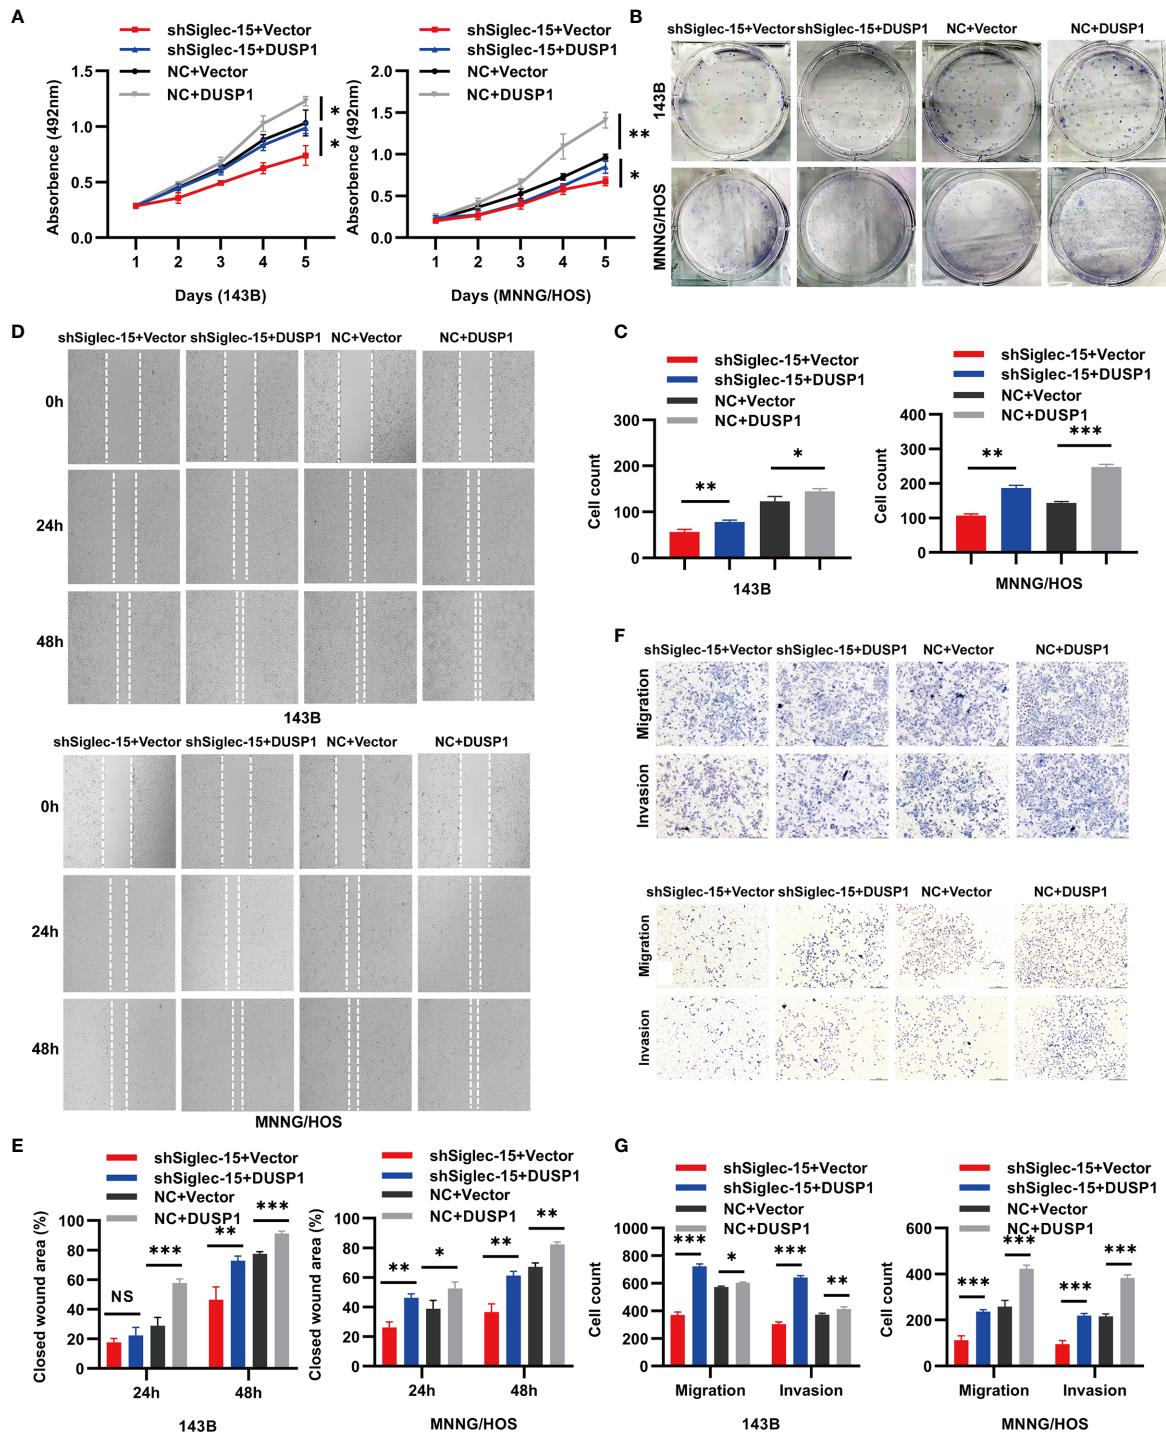 A
shSiglec-15+Vector
shSiglec-15+DUSP1
NC+Vector
NC+DUSP1
Absorbence (492nm)
1.5
1.0
0.5
0.0
*
*
1 2 3 4 5
Days (143B)
shSiglec-15+Vector
shSiglec-15+DUSP1
NC+Vector
NC+DUSP1
Absorbence (492nm)
2.0
1.5
1.0
0.5
0.0
**
*
1 2 3 4 5
Days (MNNG/HOS)
B
shSiglec-15+Vector shSiglec-15+DUSP1 NC+Vector NC+DUSP1
143B
MNNG/HOS
C
shSiglec-15+Vector
shSiglec-15+DUSP1
NC+Vector
NC+DUSP1
Cell count
300
200
100
0
**
*
143B
shSiglec-15+Vector
shSiglec-15+DUSP1
NC+Vector
NC+DUSP1
Cell count
400
300
200
100
0
**
***
MNNG/HOS
D
shSiglec-15+Vector shSiglec-15+DUSP1 NC+Vector NC+DUSP1
0h
24h
48h
143B
shSiglec-15+Vector shSiglec-15+DUSP1 NC+Vector NC+DUSP1
0h
24h
48h
MNNG/HOS
E
shSiglec-15+Vector
shSiglec-15+DUSP1
NC+Vector
NC+DUSP1
Closed wound area (%)
100
80
60
40
20
0
NS
***
**
***
24h 48h
143B
shSiglec-15+Vector
shSiglec-15+DUSP1
NC+Vector
NC+DUSP1
Closed wound area (%)
100
80
60
40
20
0
**
*
**
**
24h 48h
MNNG/HOS
F
shSiglec-15+Vector shSiglec-15+DUSP1 NC+Vector NC+DUSP1
Migration
Invasion
shSiglec-15+Vector shSiglec-15+DUSP1 NC+Vector NC+DUSP1
Migration
Invasion
G
shSiglec-15+Vector
shSiglec-15+DUSP1
NC+Vector
NC+DUSP1
Cell count
1000
800
600
400
200
0
***
*
***
**
Migration Invasion
143B
shSiglec-15+Vector
shSiglec-15+DUSP1
NC+Vector
NC+DUSP1
Cell count
600
400
200
0
***
***
***
***
Migration Invasion
MNNG/HOS